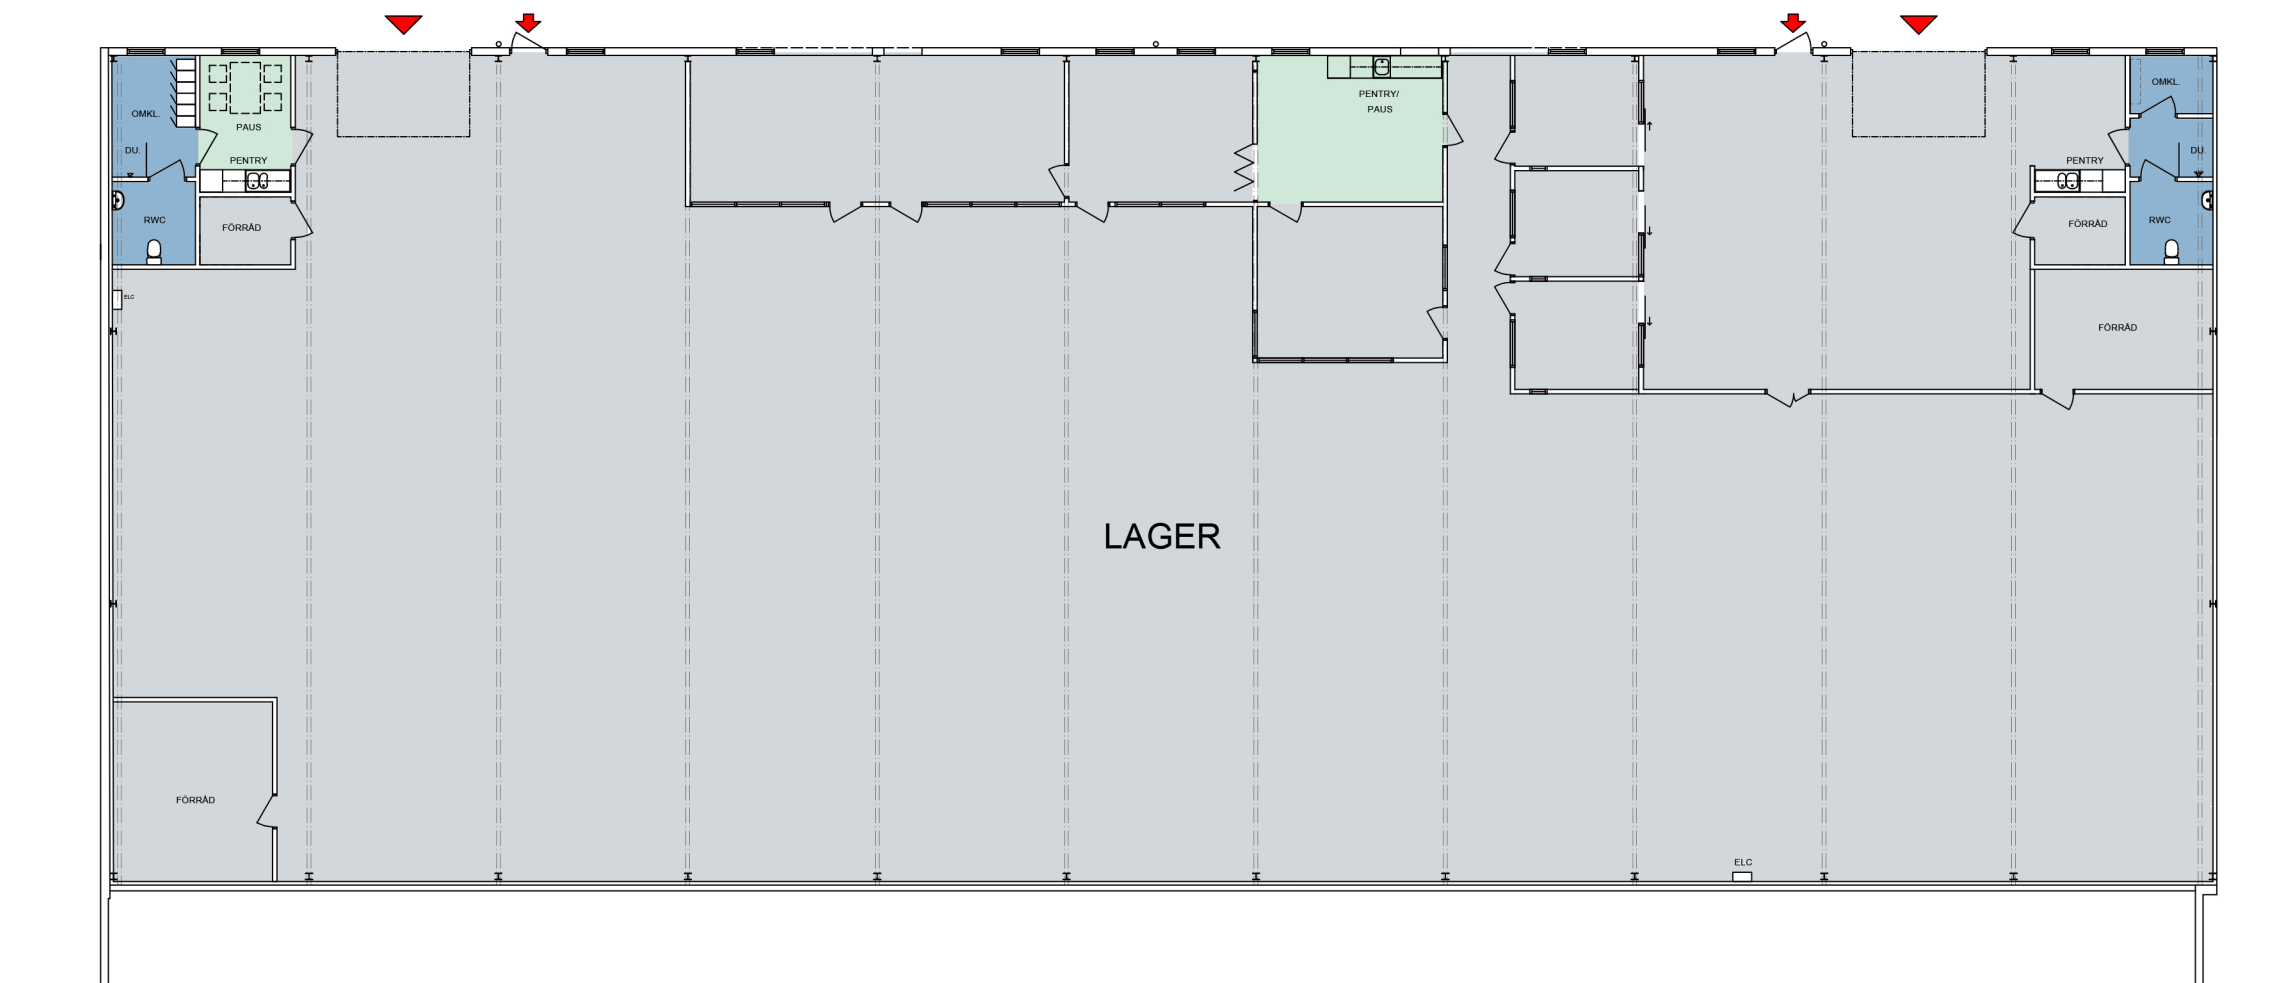 OMKL.
PAUS
DU.
PENTRY
RWC
FÖRRÅD
ELC
PENTRY/
PAUS
OMKL.
PENTRY
DU.
RWC
FÖRRÅD
FÖRRÅD
LAGER
FÖRRÅD
ELC